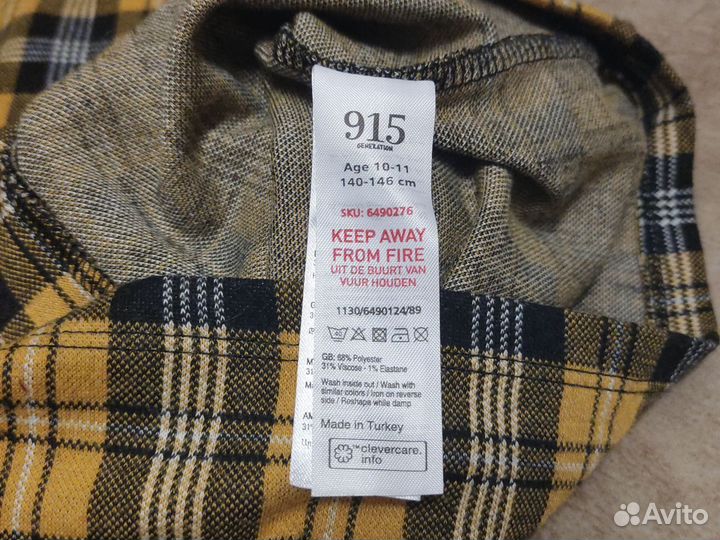 915
GENERATION
Age 10-11
140-146 cm
SKU: 6490276
KEEP AWAY
FROM FIRE
UIT DE BUURT VAN
VUUR HOUDEN
1130/6490124/89
GB: 68% Polyester
31% Viscose - 1% Elastane
Wash inside out / Wash with
similar colors / Iron on reverse
side / Reshape while damp
Made in Turkey
™clevercare.
info
Avito